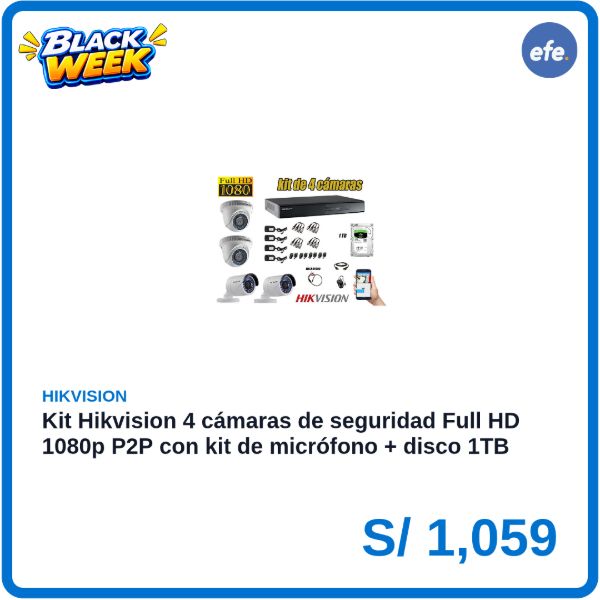 BLACK
WEEK
efe.
Full HD
1080
kit de 4 cámaras
1TB
HIKVISION
HIKVISION
Kit Hikvision 4 cámaras de seguridad Full HD
1080p P2P con kit de micrófono + disco 1TB
S/ 1,059